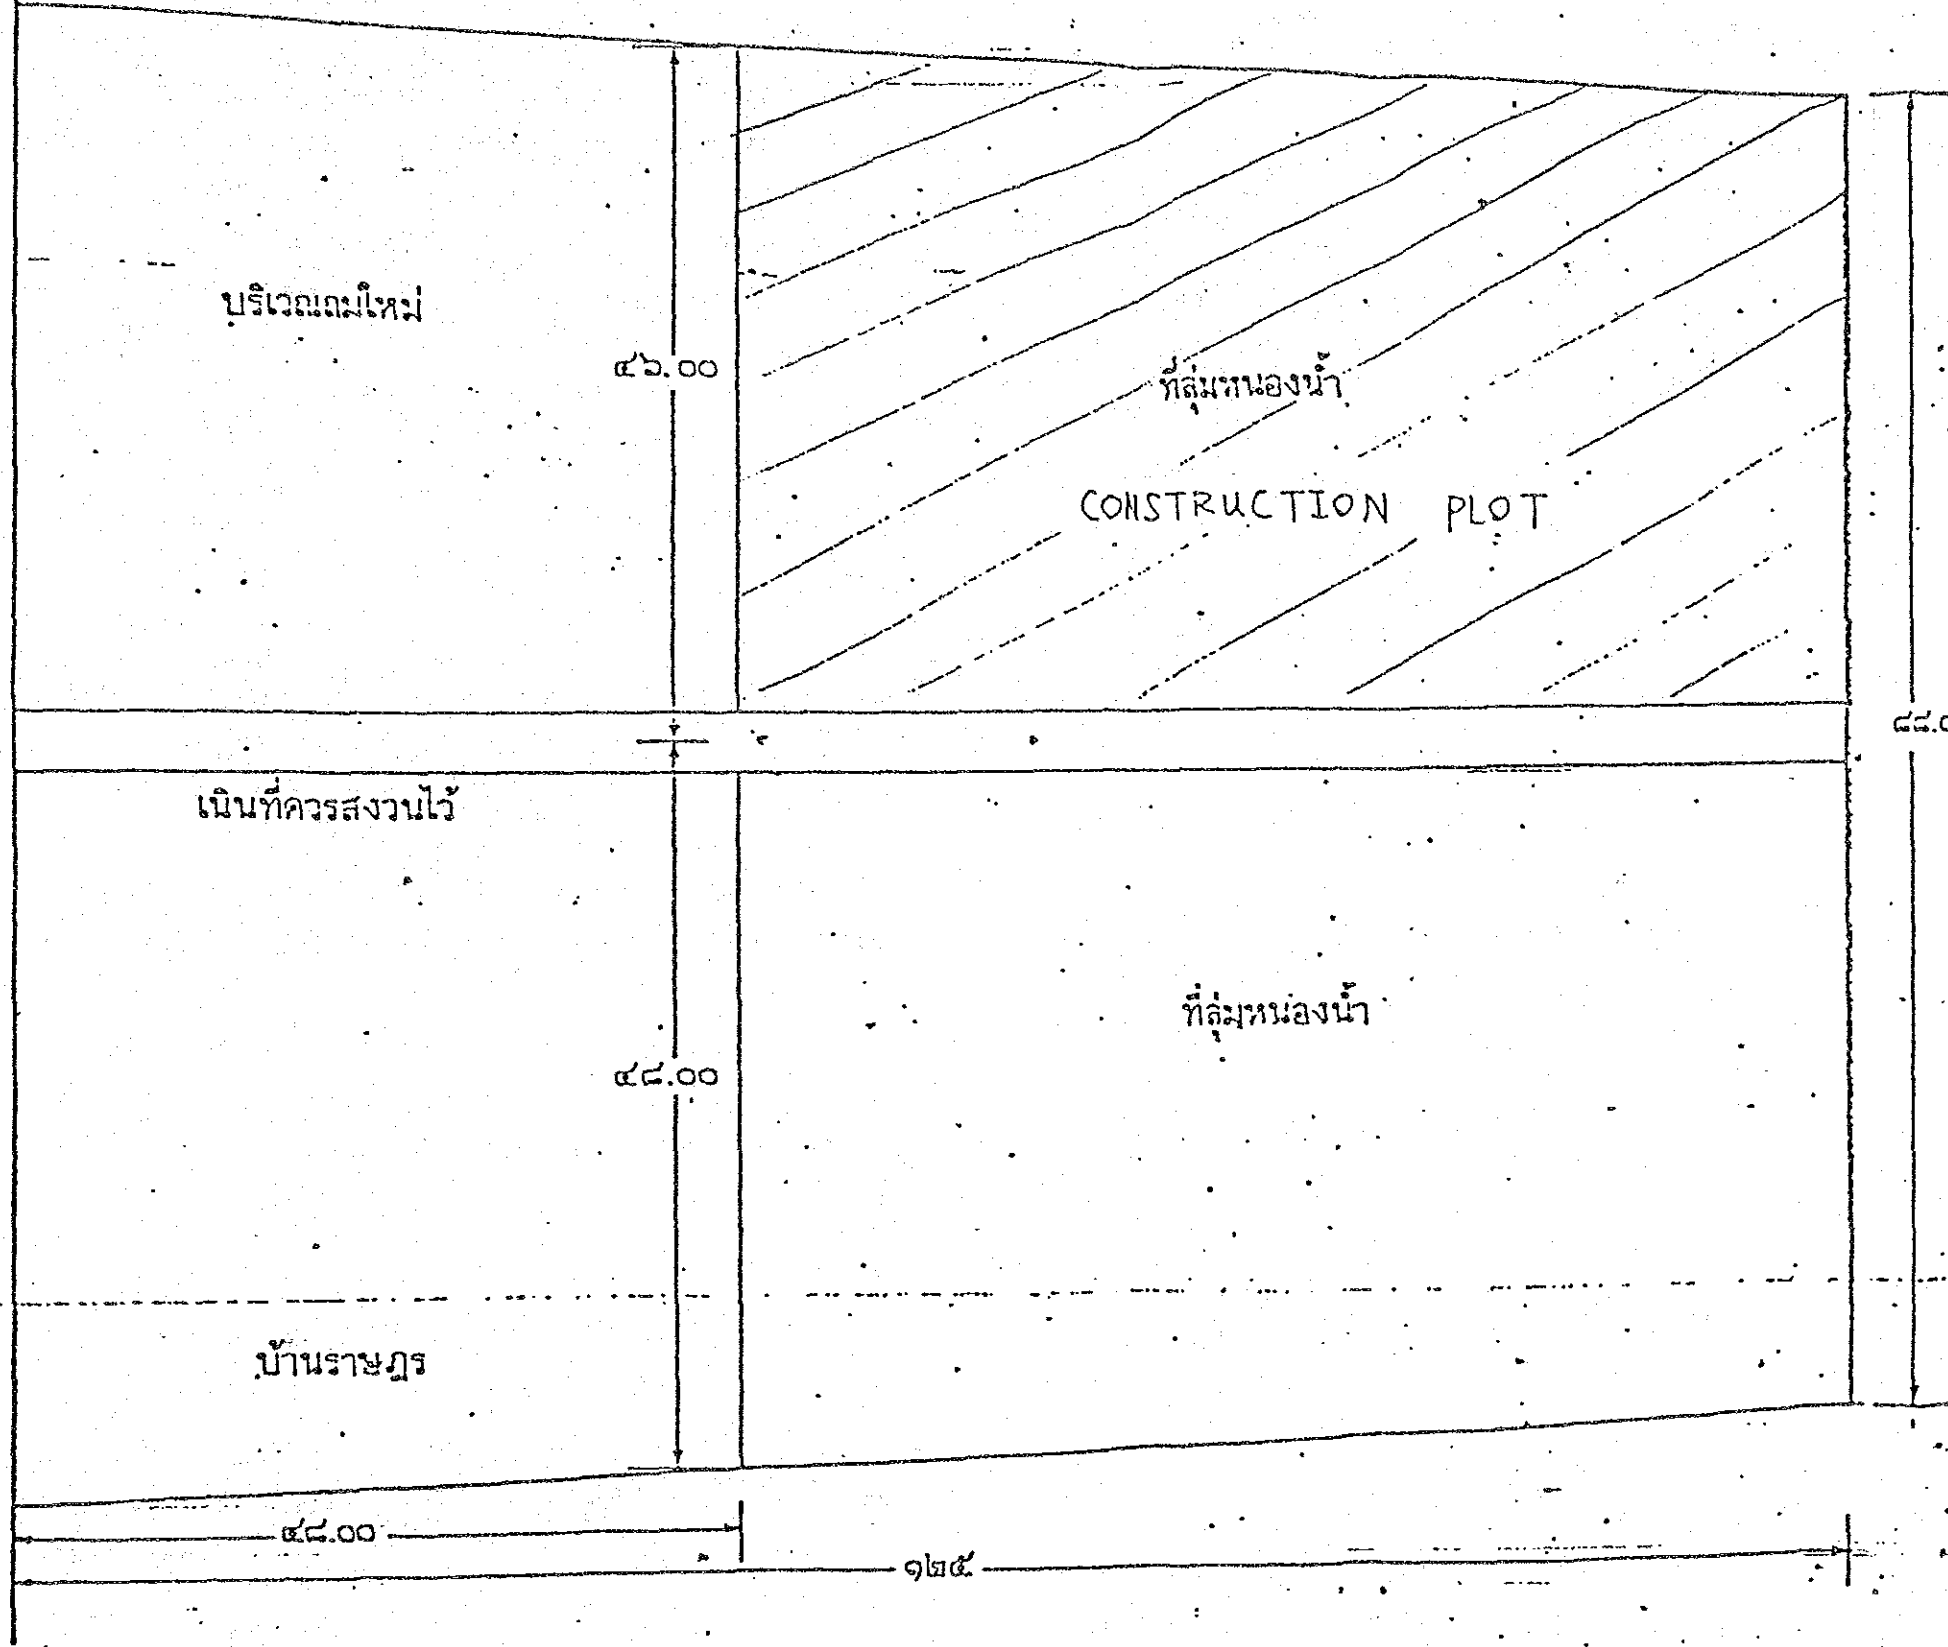 บริเวณถมใหม่
๔๖.๐๐
ที่ลุ่มหนองน้ำ
CONSTRUCTION PLOT
๘๘.๐
เนินที่ควรสงวนไว้
ที่ลุ่มหนองน้ำ
๔๘.๐๐
บ้านราษฎร
๔๘.๐๐
๑๒๕